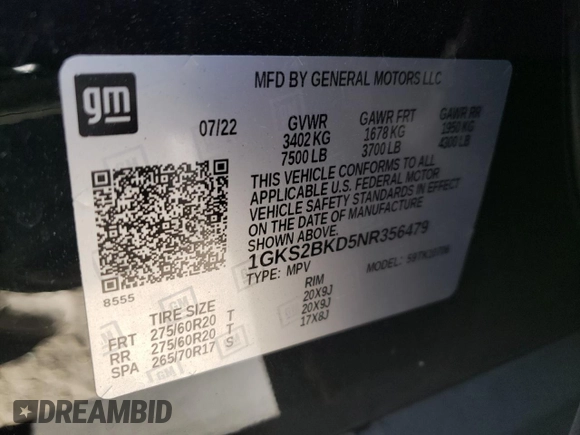 gm
MFD BY GENERAL MOTORS LLC
07/22 GVWR GAWR FRT GAWR RR
3402 KG 1678 KG 1950 KG
7500 LB 3700 LB 4300 LB
THIS VEHICLE CONFORMS TO ALL
APPLICABLE U.S. FEDERAL MOTOR
VEHICLE SAFETY STANDARDS IN EFFECT
ON THE DATE OF MANUFACTURE
SHOWN ABOVE.
1GKS2BKD5NR356479
TYPE: MPV MODEL:
8555
TIRE SIZE RIM
FRT 275/60R20 T 20X9J
RR 275/60R20 T 20X9J
SPA 265/70R17 S 17X8J
DREAMBID